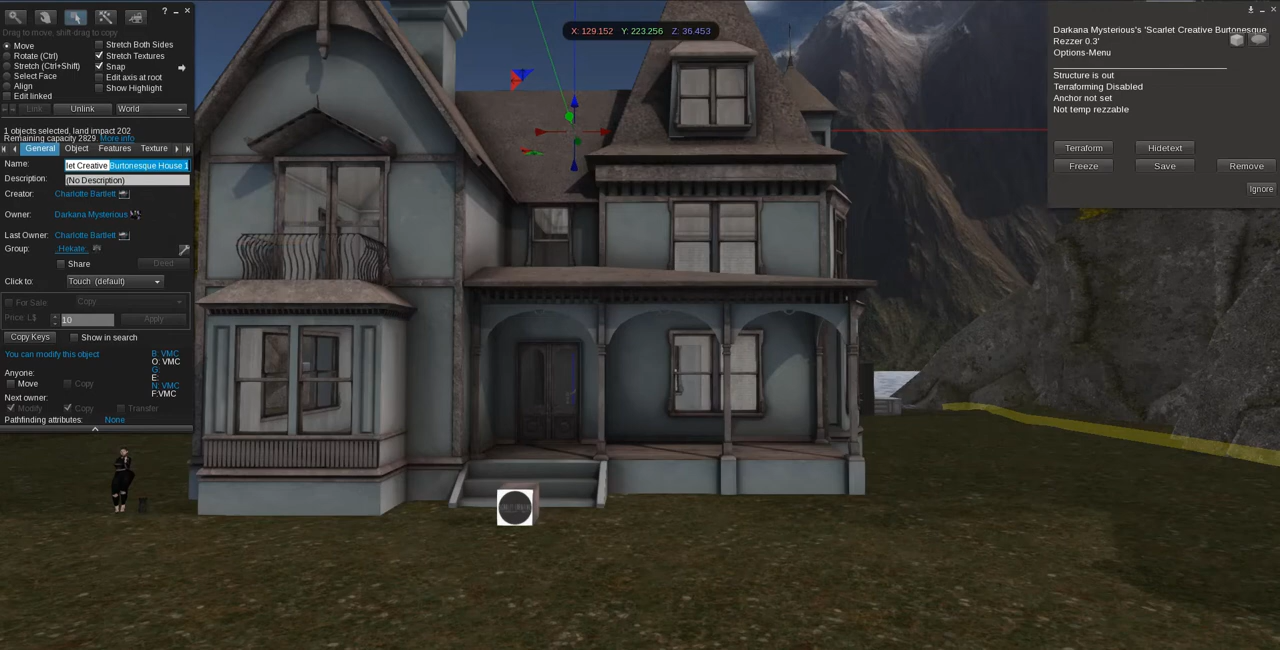 ? _ ×
Drag to move, shift-drag to copy
Move
Rotate (Ctrl)
Stretch (Ctrl+Shift)
Select Face
Align
Edit linked
Stretch Both Sides
Stretch Textures
Snap
Edit axis at root
Show Highlight
Link
Unlink
World
1 objects selected, land impact 202
Remaining capacity 2829. More info
General Object Features Texture
Name: let Creative Burtonesque House 1
Description: (No Description)
Creator: Charlotte Bartlett
Owner: Darkana Mysterious
Last Owner: Charlotte Bartlett
Group: .:Hekate:.
Share
Deed
Click to: Touch (default)
For Sale: Copy
Price: L$ 10 Apply
Copy Keys Show in search
You can modify this object
B: VMC
O: VMC
G:
E:
N: VMC
F:VMC
Anyone:
Move Copy
Next owner:
Modify Copy Transfer
Pathfinding attributes: None
X: 129.152 Y: 223.256 Z: 36.453
Darkana Mysterious's 'Scarlet Creative Burtonesque
Rezzer 0.3'
Options-Menu
Structure is out
Terraforming Disabled
Anchor not set
Not temp rezzable
Terraform Hidetext
Freeze Save Remove
Ignore